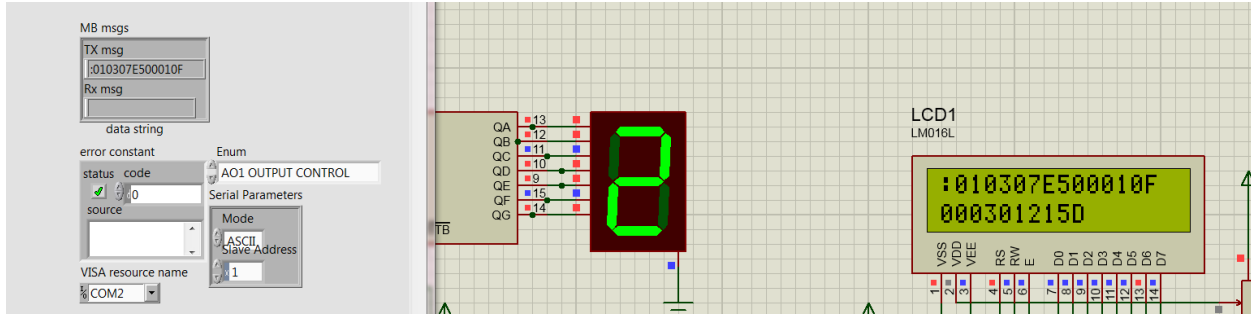 MB msgs
TX msg
:010307E500010F
Rx msg
data string
error constant
status code
0
source
VISA resource name
COM2
Enum
AO1 OUTPUT CONTROL
Serial Parameters
Mode
ASCII
Slave Address
1
TB
QA
QB
QC
QD
QE
QF
QG
13
12
11
10
9
15
14
2
LCD1
LM016L
:010307E500010F
000301215D
VSS
VDD
VEE
RS
RW
E
D0
D1
D2
D3
D4
D5
D6
D7
1
2
3
4
5
6
7
8
9
10
11
12
13
14